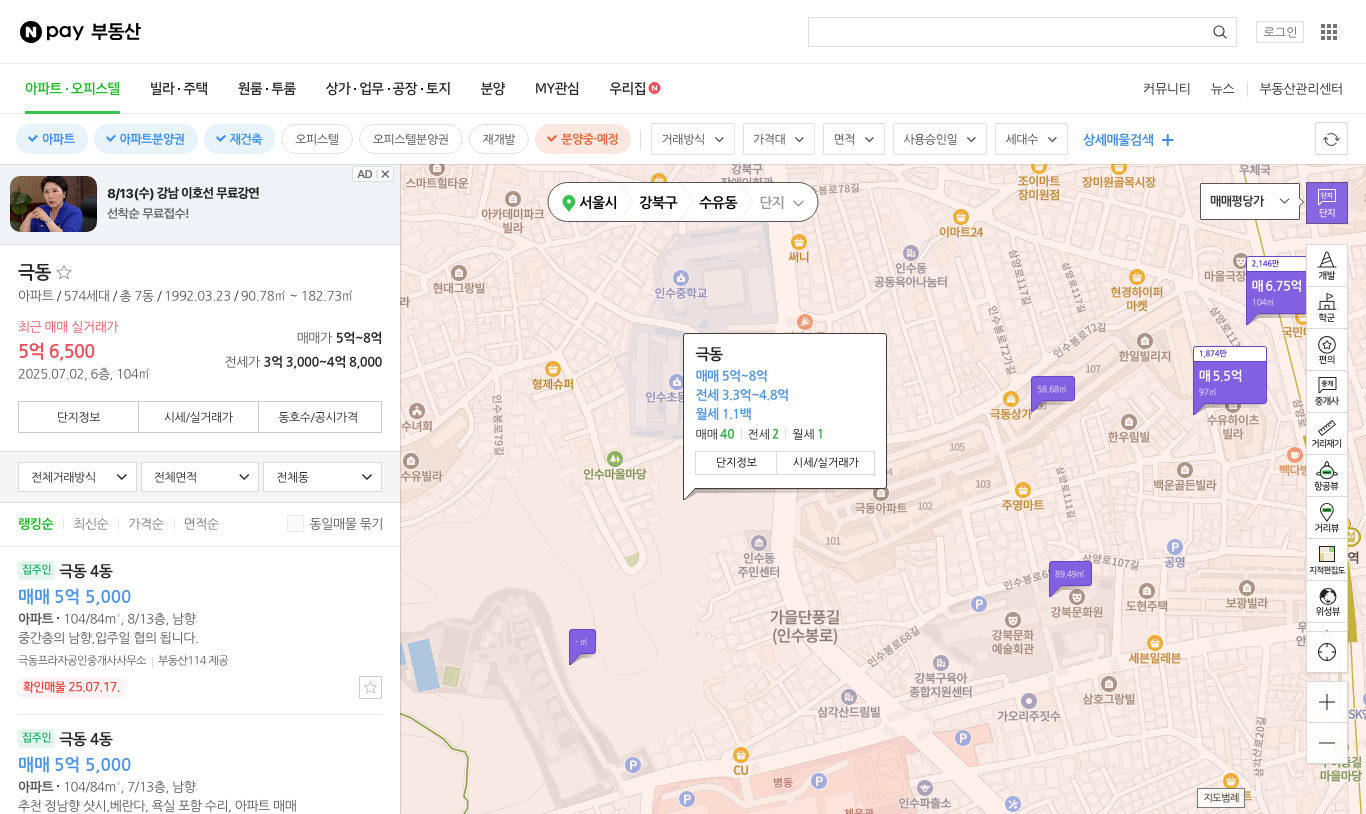 N pay 부동산
로그인
아파트·오피스텔
빌라·주택
원룸·투룸
상가·업무·공장·토지
분양
MY관심
우리집 N
커뮤니티
뉴스
부동산관리센터
아파트
아파트분양권
재건축
오피스텔
오피스텔분양권
재개발
분양중·예정
거래방식
가격대
면적
사용승인일
세대수
상세매물검색
AD
8/13(수) 강남 이호선 무료강연
선착순 무료접수!
극동
아파트 / 574세대 / 총 7동 / 1992.03.23 / 90.78㎡ ~ 182.73㎡
최근 매매 실거래가
5억 6,500
2025.07.02, 6층, 104㎡
매매가 5억~8억
전세가 3억 3,000~4억 8,000
단지정보
시세/실거래가
동호수/공시가격
전체거래방식
전체면적
전체동
랭킹순
최신순
가격순
면적순
동일매물 묶기
집주인 극동 4동
매매 5억 5,000
아파트 · 104/84㎡, 8/13층, 남향
중간층의 남향,입주일 협의 됩니다.
극동프라자공인중개사사무소
부동산114 제공
확인매물 25.07.17.
집주인 극동 4동
매매 5억 5,000
아파트 · 104/84㎡, 7/13층, 남향
추천 정남향 샷시,베란다, 욕실 포함 수리, 아파트 매매
서울시
강북구
수유동
단지
매매평당가
단지
단지
스마트힐타운
강북구
봉로78길
조이마트
장미원점
장미원골목시장
우체국
아카데미파크
빌라
이마트24
써니
인수동
공동육아나눔터
현대그랑빌
라
인수중학교
삼양로117길
삼양로117길
현경하이퍼
마켓
마을극장
2,146만
매 6.75억
104㎡
국민마
인봉로72가길
인수봉로72길
한일빌리지
1,874만
매 5.5억
97㎡
형제슈퍼
인수초등
인수봉로79길
극동
매매 5억~8억
전세 3.3억~4.8억
월세 1.1백
매매 40
전세 2
월세 1
단지정보
시세/실거래가
58.68㎡
극동상가
107
수유하이츠
빌라
한우림빌
수녀회
수유빌라
인수마을마당
105
103
102
101
극동아파트
주영마트
삼양로111길
백운골든빌라
빽다방
인수동
주민센터
삼양로107길
공영
89.49㎡
강북문화원
도현주택
보광빌라
가을단풍길
(인수봉로)
인수봉로68길
강북문화
예술회관
세븐일레븐
강북구육아
종합지원센터
- ㎡
삼각산드림빌
가오리주짓수
삼호그랑빌
CU
병동
인수파출소
삼각산로20길
마을마당
지도범례
개발
학군
편의
중개
중개사
거리재기
항공뷰
거리뷰
지적편집도
위성뷰
역